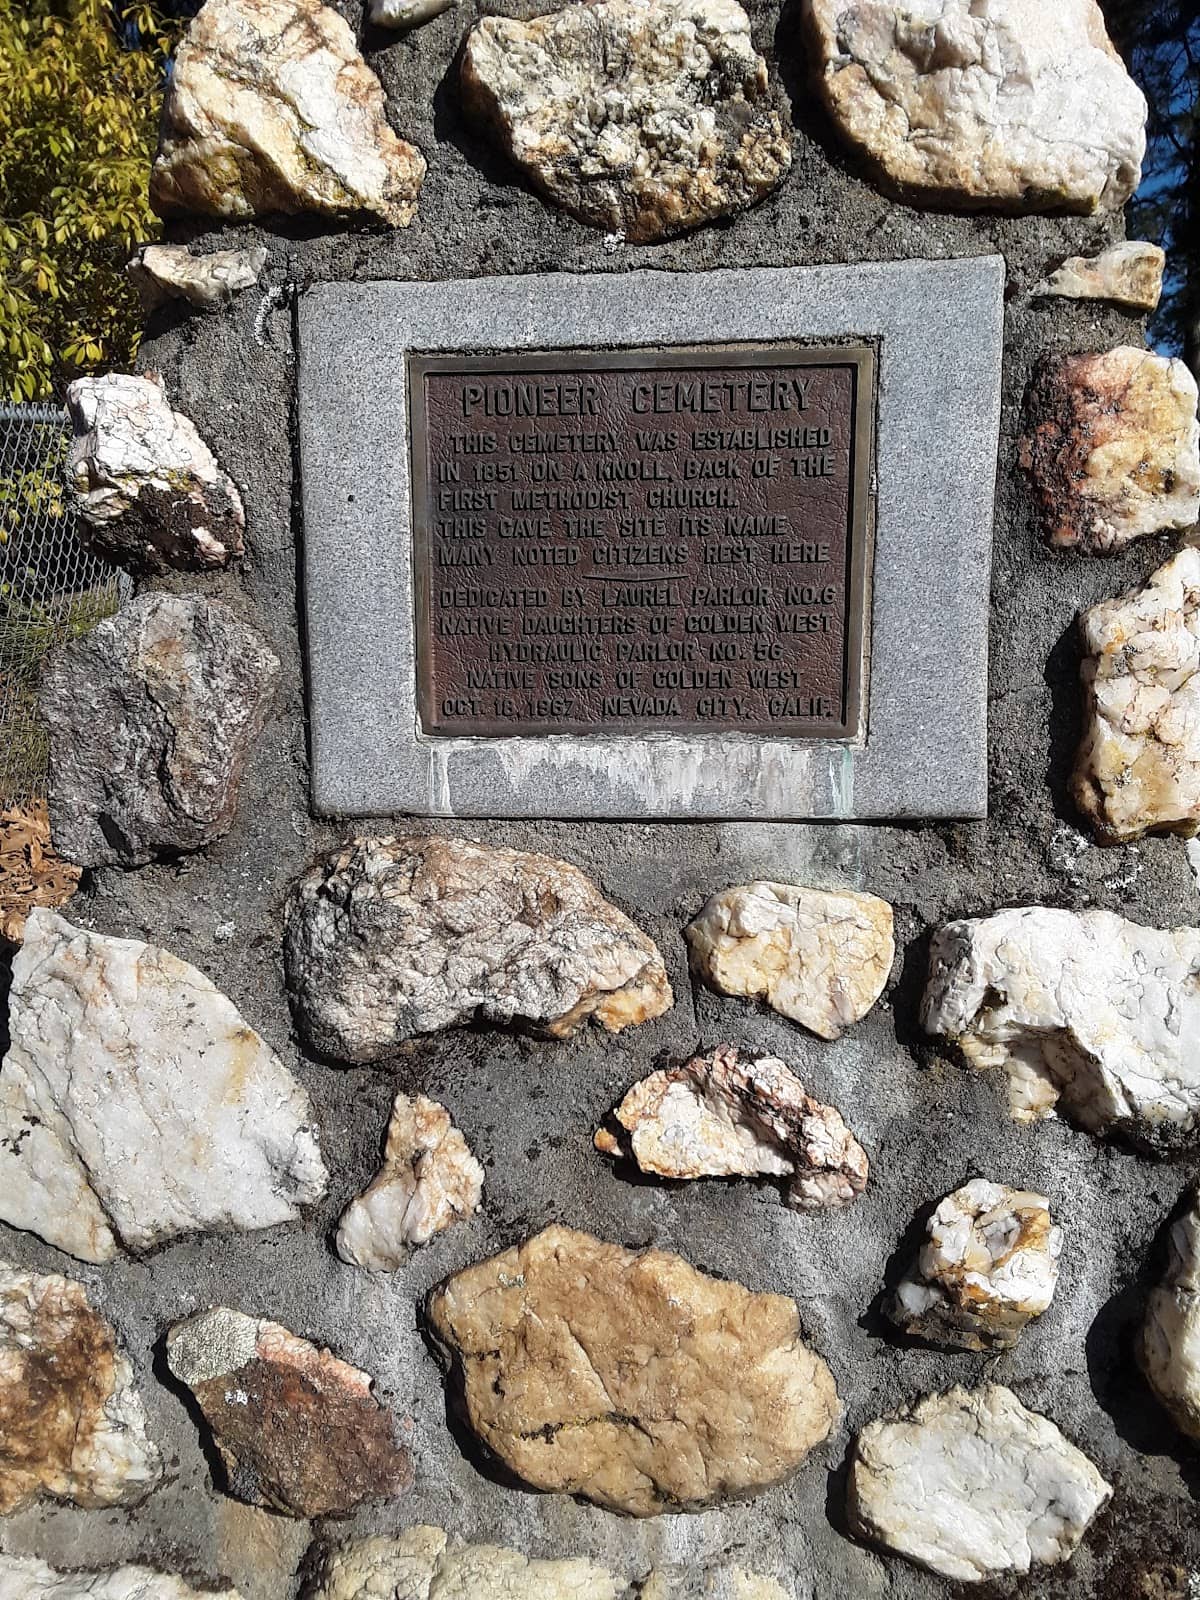 PIONEER CEMETERY
THIS CEMETERY WAS ESTABLISHED
IN 1851 ON A KNOLL, BACK OF THE
FIRST METHODIST CHURCH.
THIS GAVE THE SITE ITS NAME
MANY NOTED CITIZENS REST HERE
DEDICATED BY LAUREL PARLOR NO.6
NATIVE DAUGHTERS OF GOLDEN WEST
HYDRAULIC PARLOR NO. 56
NATIVE SONS OF GOLDEN WEST
OCT. 18, 1967 NEVADA CITY, CALIF.